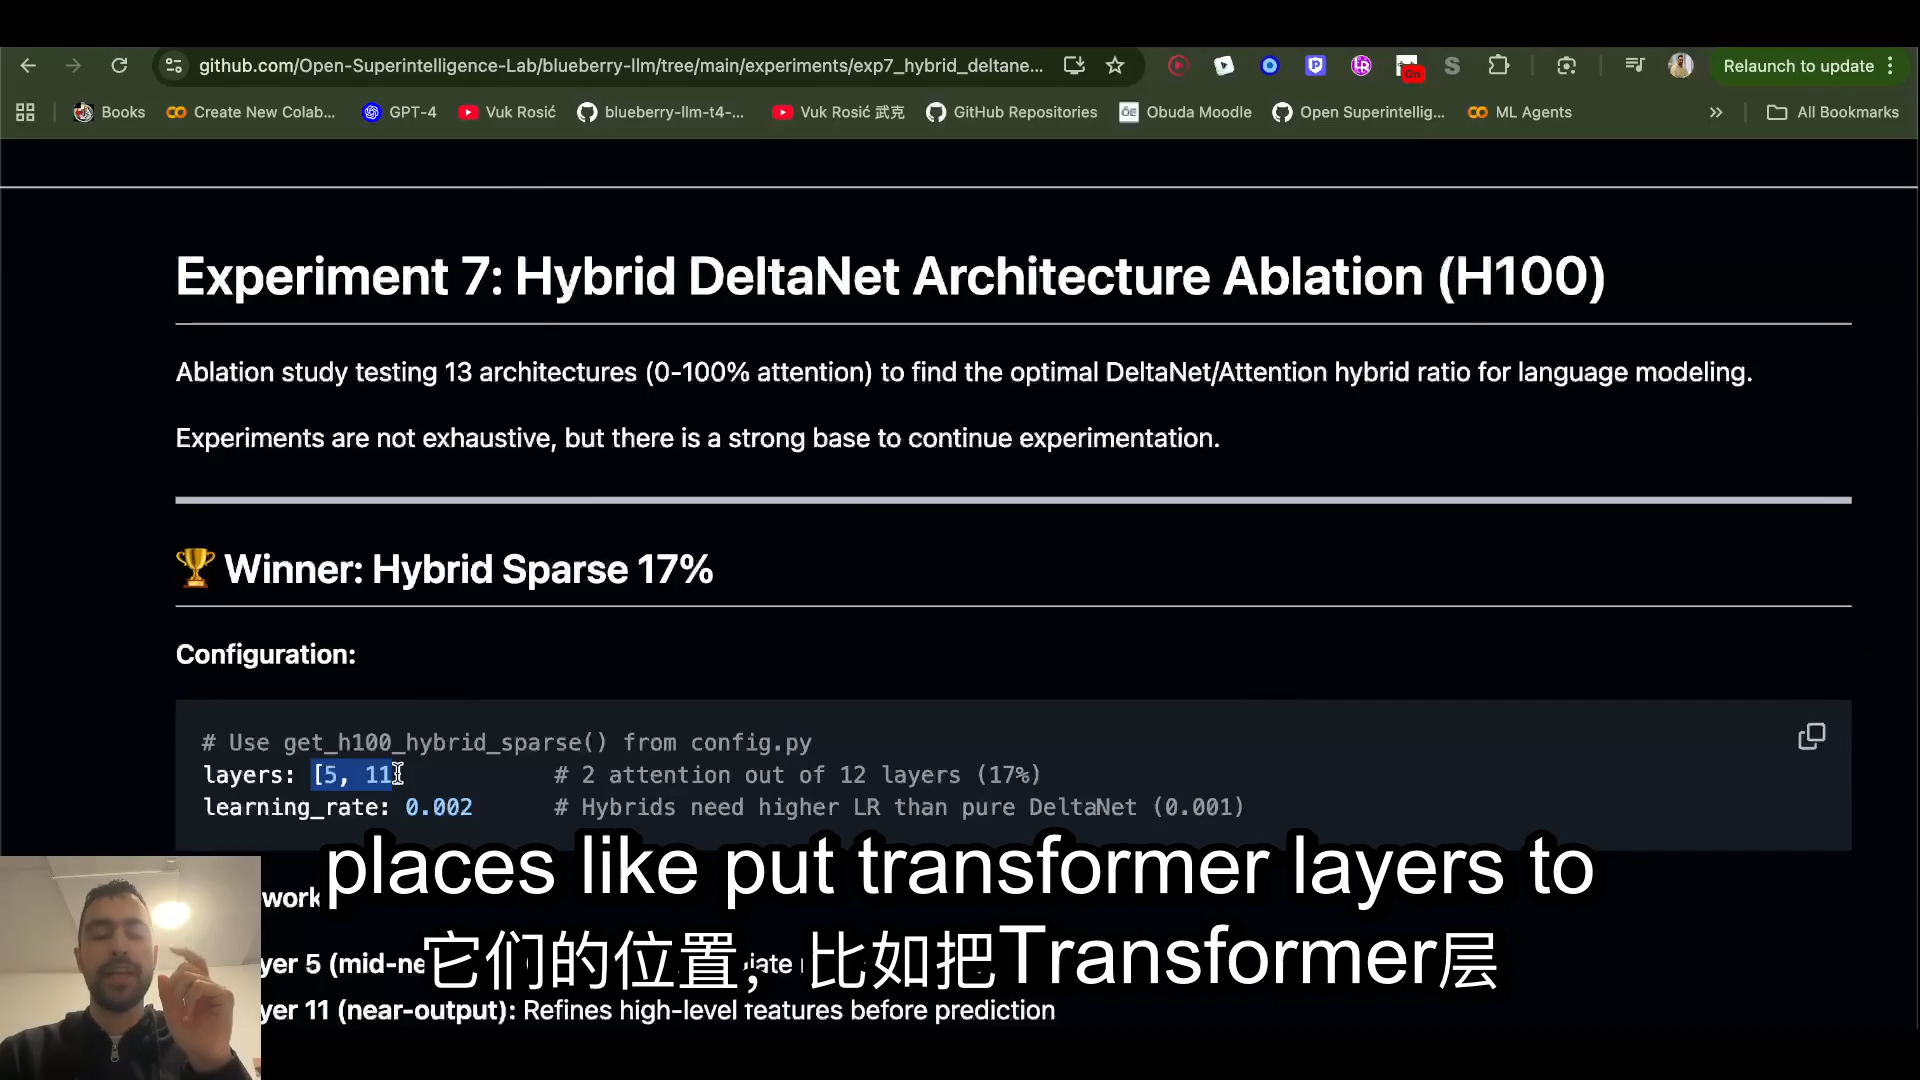 github.com/Open-Superintelligence-Lab/blueberry-llm/tree/main/experiments/exp7_hybrid_deltane...
On
S
Relaunch to update
Books
Create New Colab...
GPT-4
Vuk Rosić
blueberry-llm-t4-...
Vuk Rosić 武克
GitHub Repositories
Obuda Moodle
Open Superintellig...
ML Agents
All Bookmarks
Experiment 7: Hybrid DeltaNet Architecture Ablation (H100)
Ablation study testing 13 architectures (0-100% attention) to find the optimal DeltaNet/Attention hybrid ratio for language modeling.
Experiments are not exhaustive, but there is a strong base to continue experimentation.
🏆 Winner: Hybrid Sparse 17%
Configuration:
# Use get_h100_hybrid_sparse() from config.py
layers: [5, 11 # 2 attention out of 12 layers (17%)
learning_rate: 0.002 # Hybrids need higher LR than pure DeltaNet (0.001)
places like put transformer layers to
它们的位置，比如把Transformer层
yer 5 (mid-ne
yer 11 (near-output): Refines high-level features before prediction